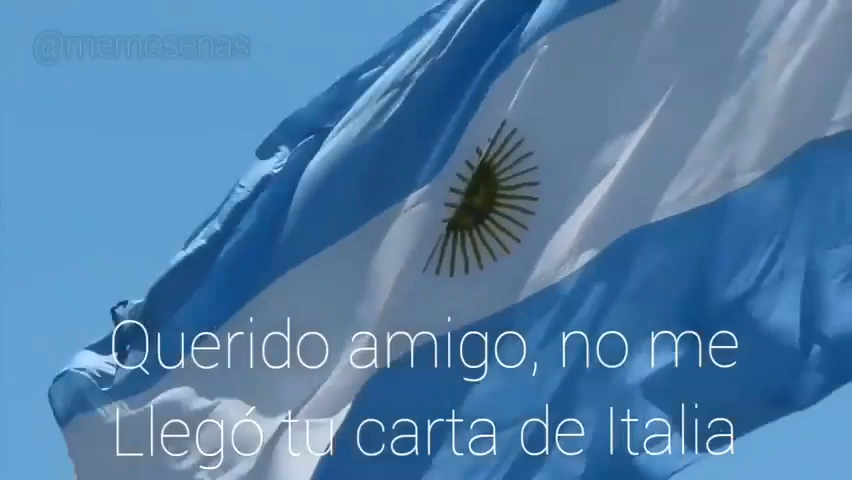 @memosenas
Querido amigo, no me
Llegó tu carta de Italia